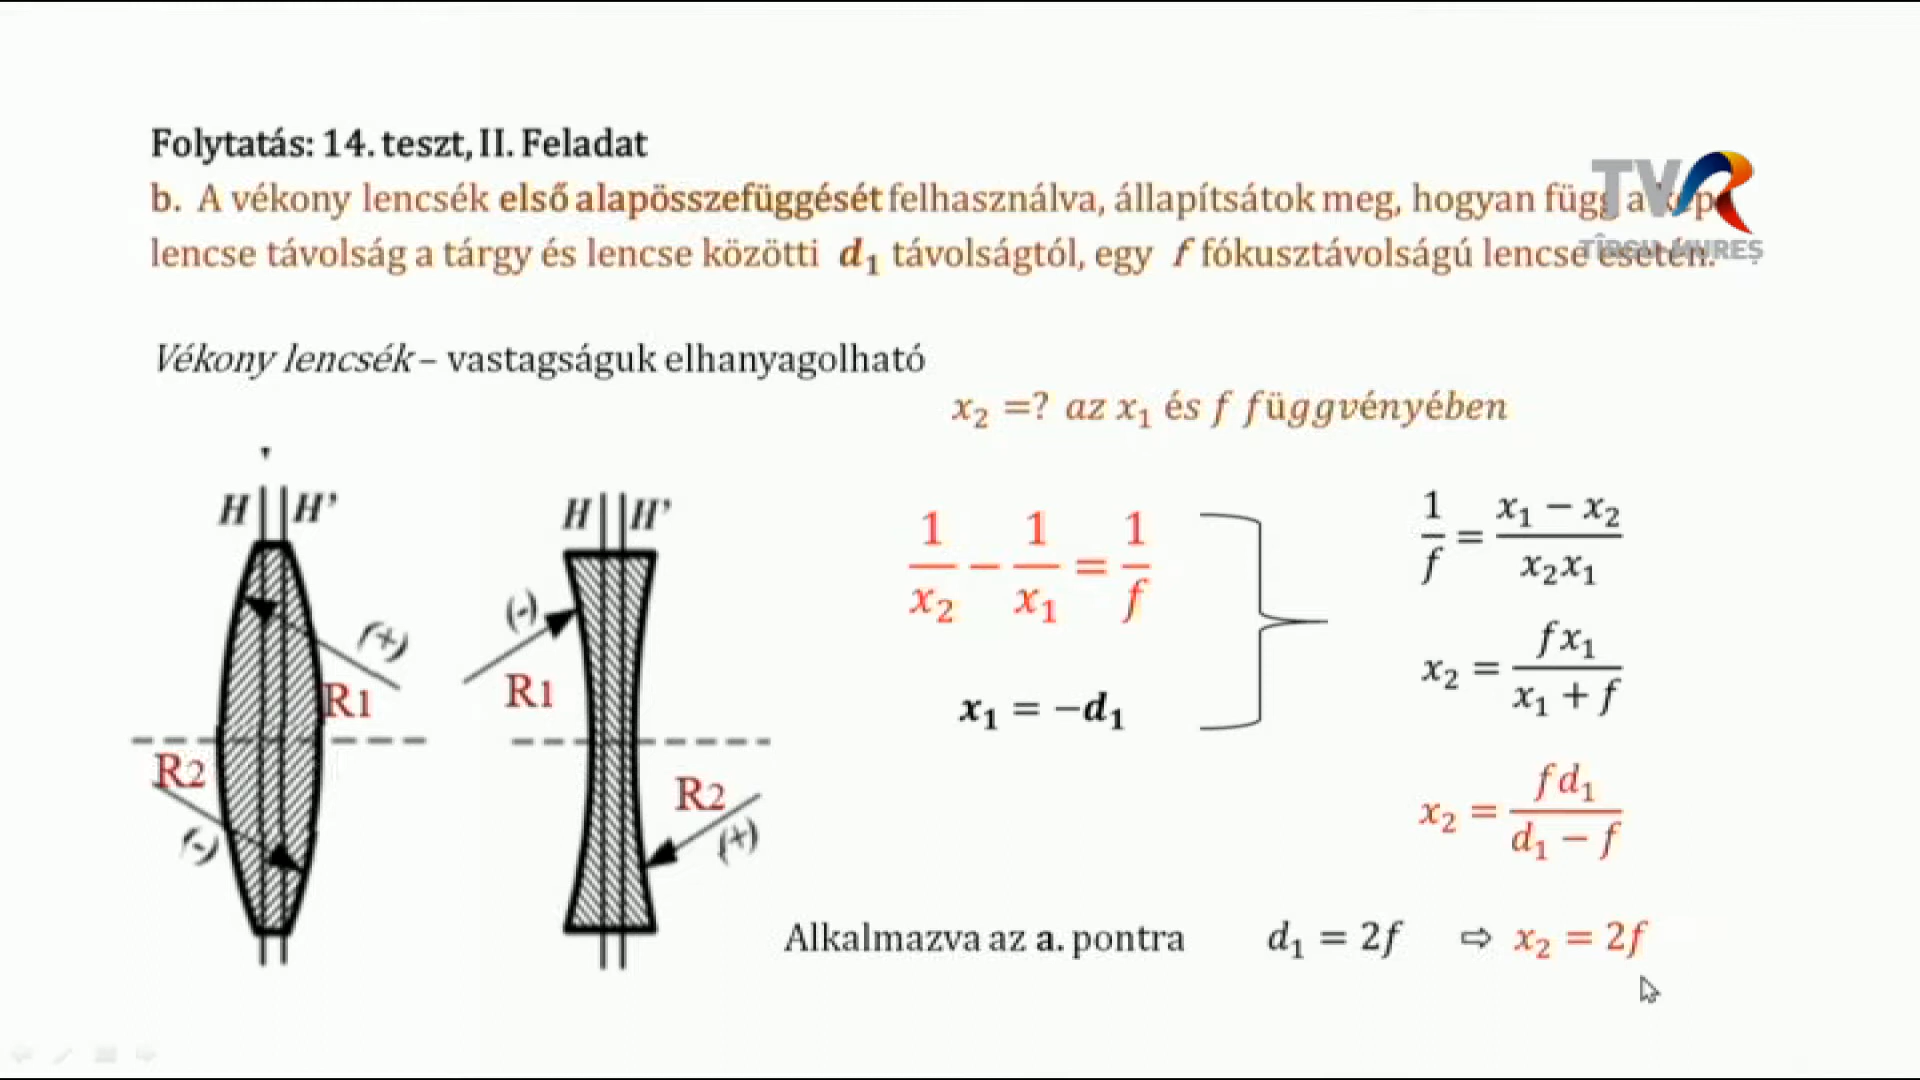 Folytatás: 14. teszt, II. Feladat
TVR
b. A vékony lencsék első alapösszefüggését felhasználva, állapítsátok meg, hogyan függ a kép
lencse távolság a tárgy és lencse közötti d₁ távolságtól, egy f fókusztávolságú lencse esetén.
TÎRGU-MUREȘ
Vékony lencsék – vastagságuk elhanyagolható
x₂ =? az x₁ és f függvényében
H H’
H H’
(+)
R1
R2
(-)
(-)
R1
R2
(+)
1/x₂ − 1/x₁ = 1/f
x₁ = −d₁
1/f = (x₁ − x₂)/(x₂x₁)
x₂ = fx₁/(x₁ + f)
x₂ = fd₁/(d₁ − f)
Alkalmazva az a. pontra d₁ = 2f ⇨ x₂ = 2f